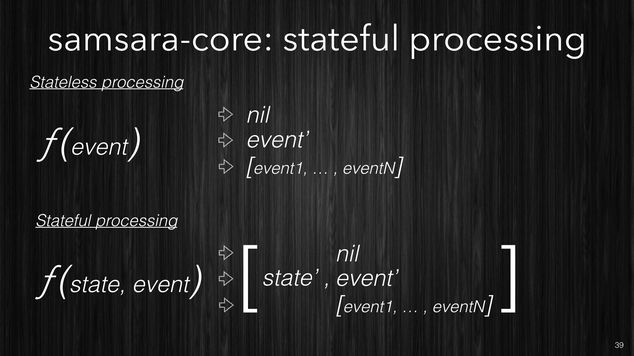 samsara-core: stateful processing
Stateless processing
ƒ(event)
⇨ nil
⇨ event’
⇨ [event1, … , eventN]
Stateful processing
ƒ(state, event)
⇨ nil
⇨ [ state’ , event’ ]
⇨ [event1, … , eventN]
39